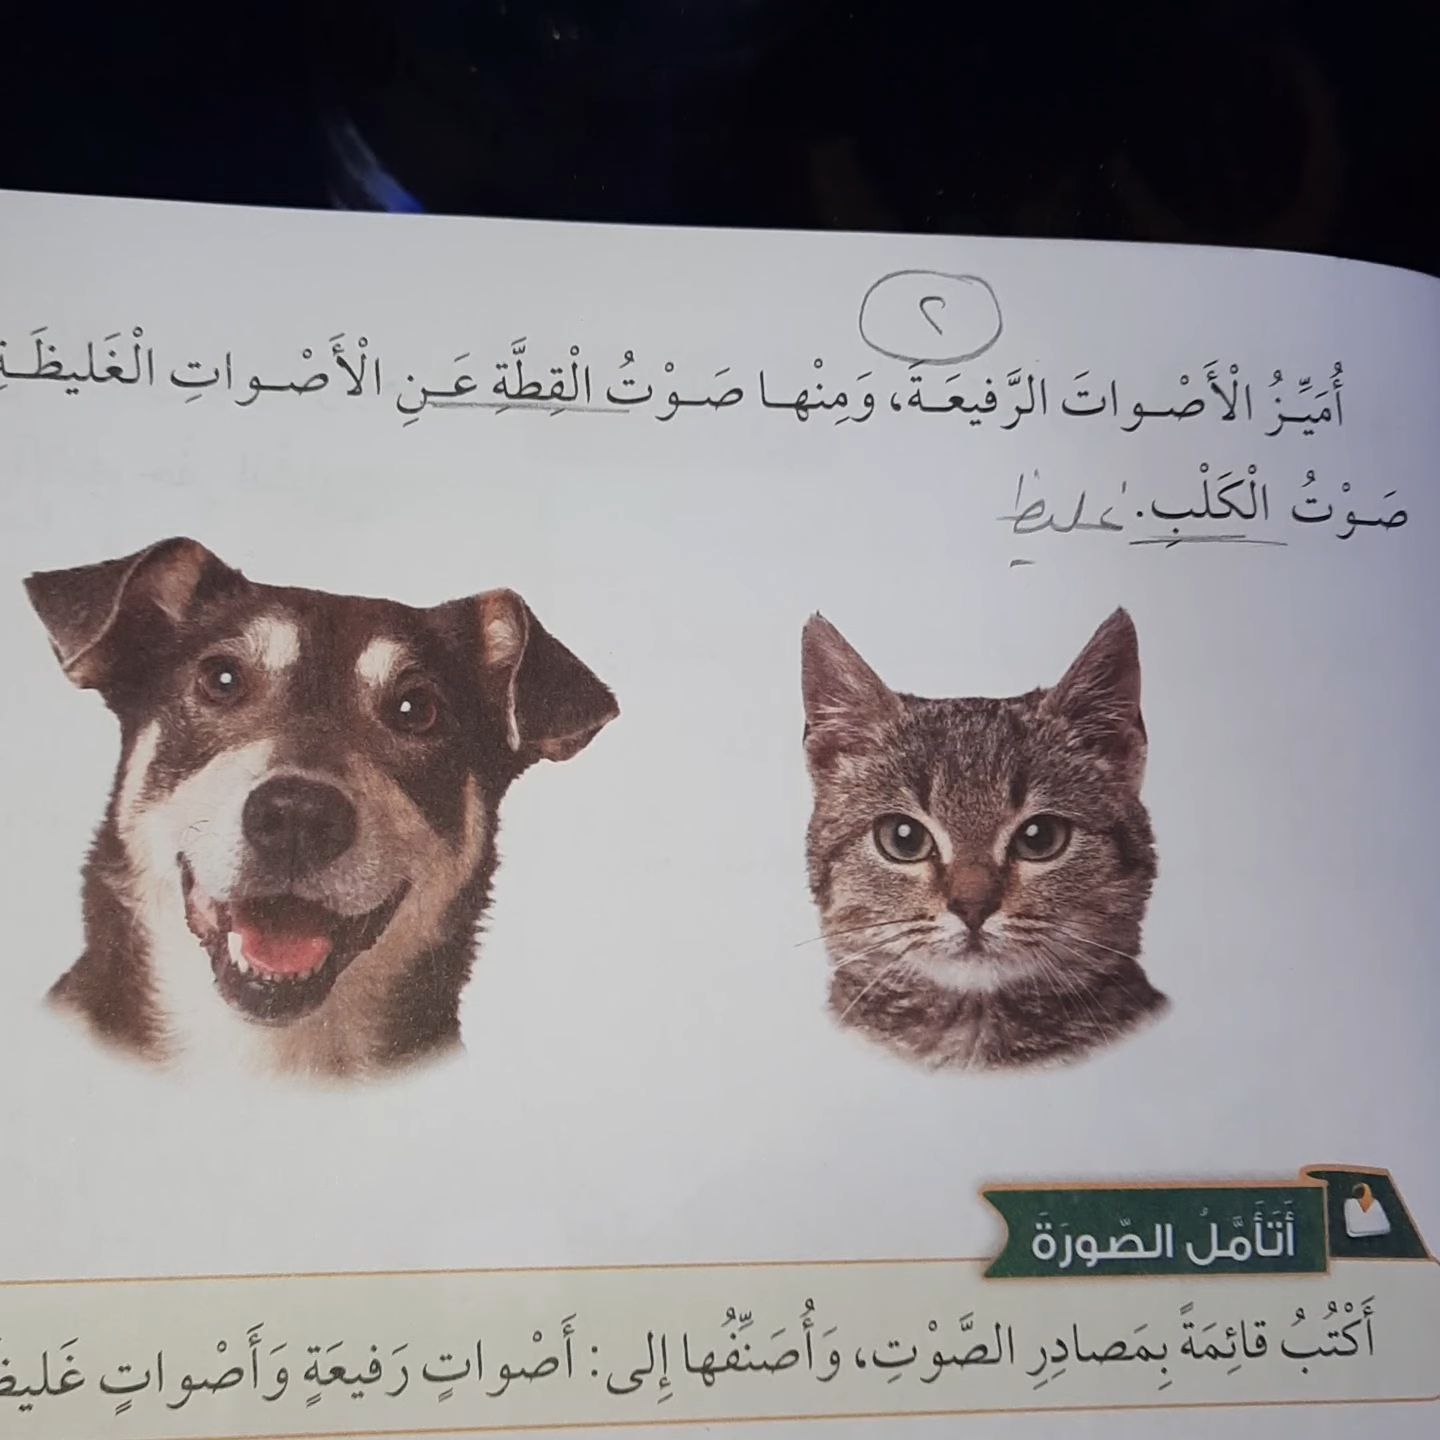 ٢
أُمَيِّزُ الْأَصْواتَ الرَّفيعَةَ، وَمِنْها صَوْتُ الْقِطَّةِ عَنِ الْأَصْواتِ الْغَليظَةِ
صَوْتُ الْكَلْبِ. غليظ
أَتَأَمَّلُ الصّورَةَ
أَكْتُبُ قائِمَةً بِمَصادِرِ الصَّوْتِ، وَأُصَنِّفُها إِلى: أَصْواتٍ رَفيعَةٍ وَأَصْواتٍ